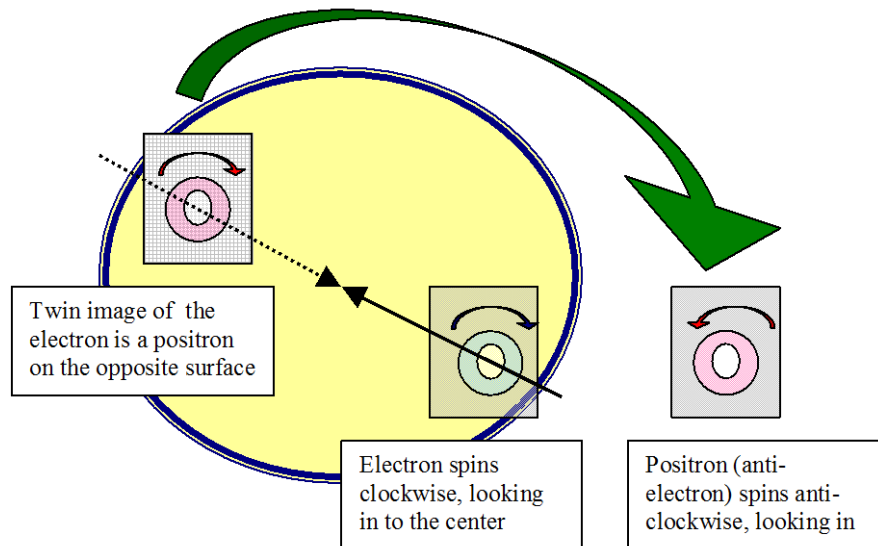 Twin image of the
electron is a positron
on the opposite surface
Electron spins
clockwise, looking
in to the center
Positron (anti-
electron) spins anti-
clockwise, looking in